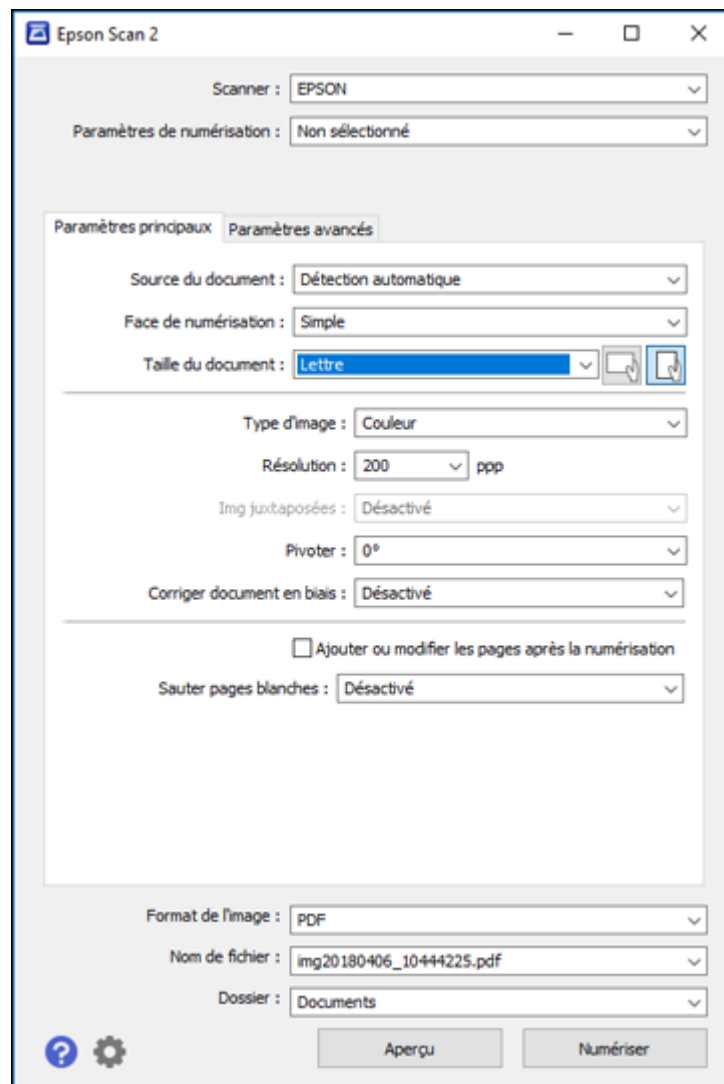 Epson Scan 2
Scanner : EPSON
Paramètres de numérisation : Non sélectionné
Paramètres principaux Paramètres avancés
Source du document : Détection automatique
Face de numérisation : Simple
Taille du document : Lettre
Type d'image : Couleur
Résolution : 200 ppp
Img juxtaposées : Désactivé
Pivoter : 0°
Corriger document en biais : Désactivé
Ajouter ou modifier les pages après la numérisation
Sauter pages blanches : Désactivé
Format de l'image : PDF
Nom de fichier : img20180406_10444225.pdf
Dossier : Documents
? Aperçu Numériser